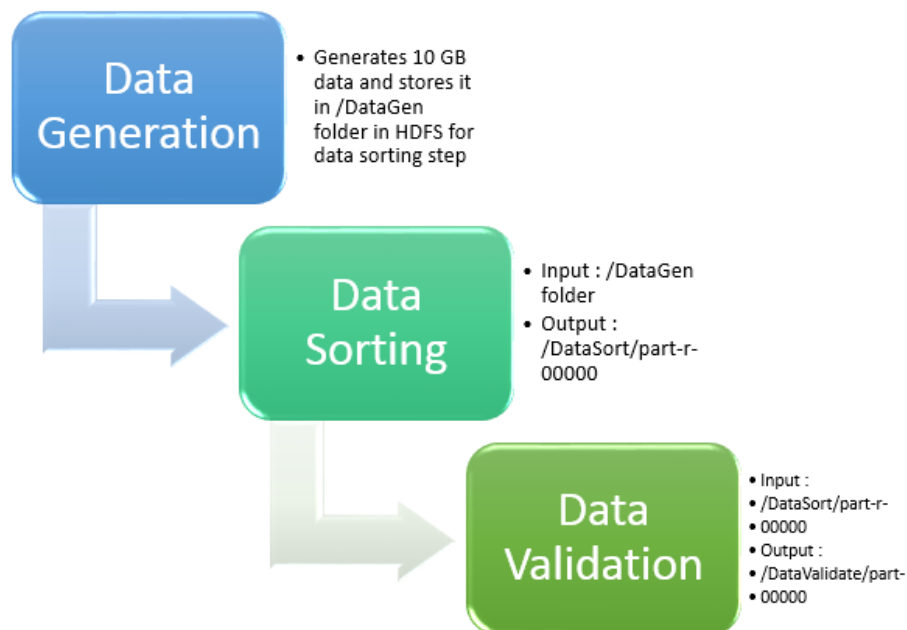 Data
Generation
• Generates 10 GB
data and stores it
in /DataGen
folder in HDFS for
data sorting step
Data
Sorting
• Input : /DataGen
folder
• Output :
/DataSort/part-r-
00000
Data
Validation
• Input :
• /DataSort/part-r-
• 00000
• Output :
• /DataValidate/part-
• 00000